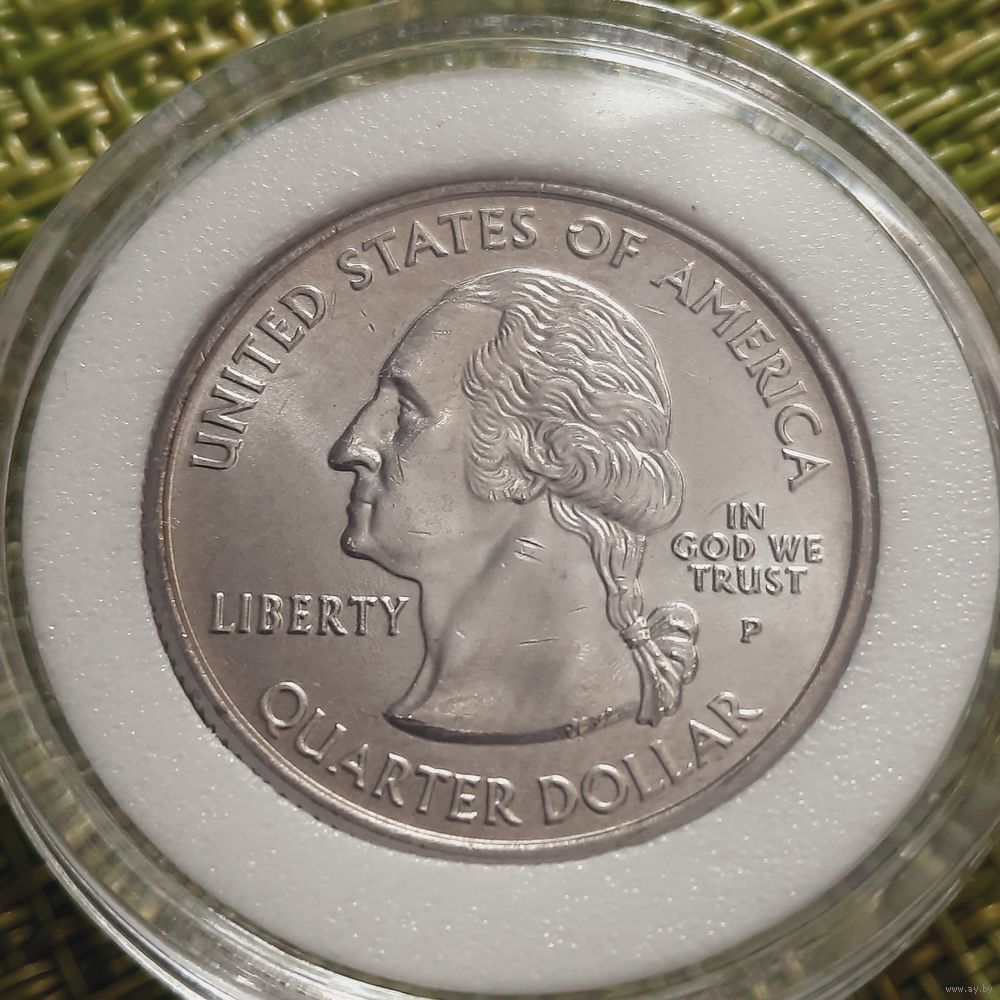 UNITED STATES OF AMERICA
IN
GOD WE
TRUST
LIBERTY
P
QUARTER DOLLAR
www.ay.by